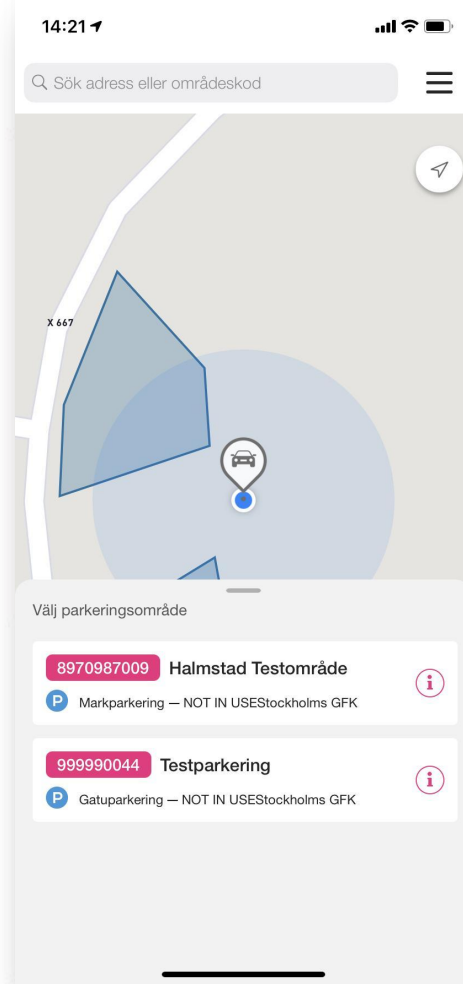 14:21
Sök adress eller områdeskod
X 667
Välj parkeringsområde
8970987009 Halmstad Testområde
P Markparkering — NOT IN USEStockholms GFK
i
999990044 Testparkering
P Gatuparkering — NOT IN USEStockholms GFK
i